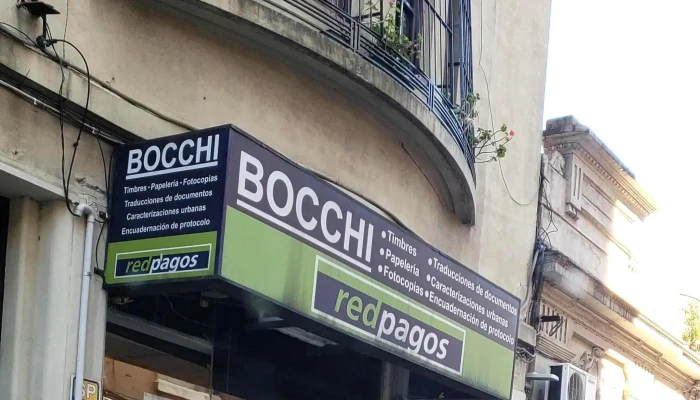 BOCCHI
Timbres - Papelería - Fotocopias
Traducciones de documentos
Caracterizaciones urbanas
Encuadernación de protocolo
redpagos
BOCCHI
• Timbres
• Papelería
• Fotocopias
• Traducciones de documentos
• Caracterizaciones urbanas
• Encuadernación de protocolo
redpagos